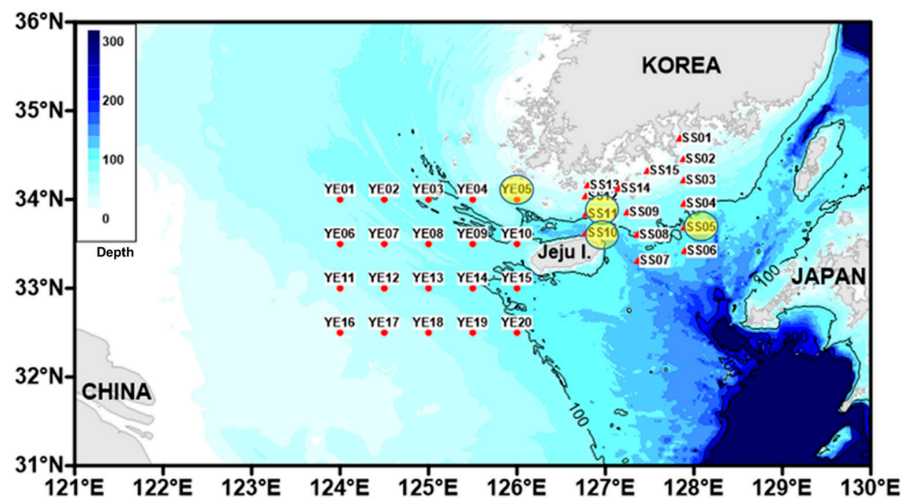 36°N
35°N
34°N
33°N
32°N
31°N
300
200
100
0
Depth
KOREA
SS01
SS02
SS15
SS03
SS13
SS14
SS04
SS11
SS09
SS10
SS08
SS05
SS07
SS06
YE01 YE02 YE03 YE04 YE05
YE06 YE07 YE08 YE09 YE10
Jeju I.
YE11 YE12 YE13 YE14 YE15
YE16 YE17 YE18 YE19 YE20
JAPAN
CHINA
100
100
121°E 122°E 123°E 124°E 125°E 126°E 127°E 128°E 129°E 130°E